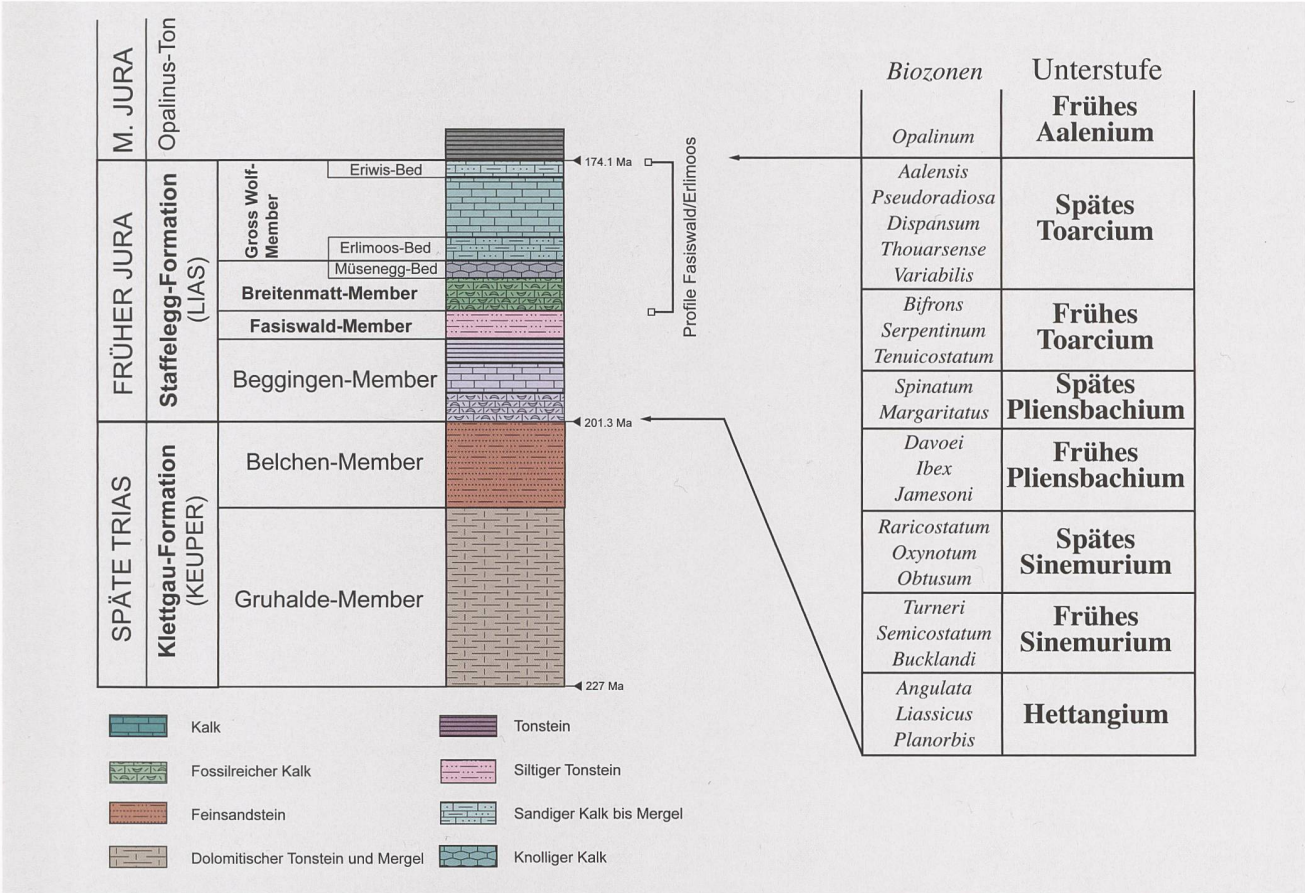 M. JURA
Opalinus-Ton
FRÜHER JURA
Staffelegg-Formation
(LIAS)
SPÄTE TRIAS
Klettgau-Formation
(KEUPER)
Gross Wolf-
Member
Eriwis-Bed
Erlimoos-Bed
Müsenegg-Bed
Breitenmatt-Member
Fasiswald-Member
Beggingen-Member
Belchen-Member
Gruhalde-Member
174.1 Ma
201.3 Ma
227 Ma
Profile Fasiswald/Erlimoos
Biozonen
Unterstufe
Opalinum
Frühes
Aalenium
Aalensis
Pseudoradiosa
Dispansum
Thouarsense
Variabilis
Spätes
Toarcium
Bifrons
Serpentinum
Tenuicostatum
Frühes
Toarcium
Spinatum
Margaritatus
Spätes
Pliensbachium
Davoei
Ibex
Jamesoni
Frühes
Pliensbachium
Raricostatum
Oxynotum
Obtusum
Spätes
Sinemurium
Turneri
Semicostatum
Bucklandi
Frühes
Sinemurium
Angulata
Liassicus
Planorbis
Hettangium
Kalk
Fossilreicher Kalk
Feinsandstein
Dolomitischer Tonstein und Mergel
Tonstein
Siltiger Tonstein
Sandiger Kalk bis Mergel
Knolliger Kalk